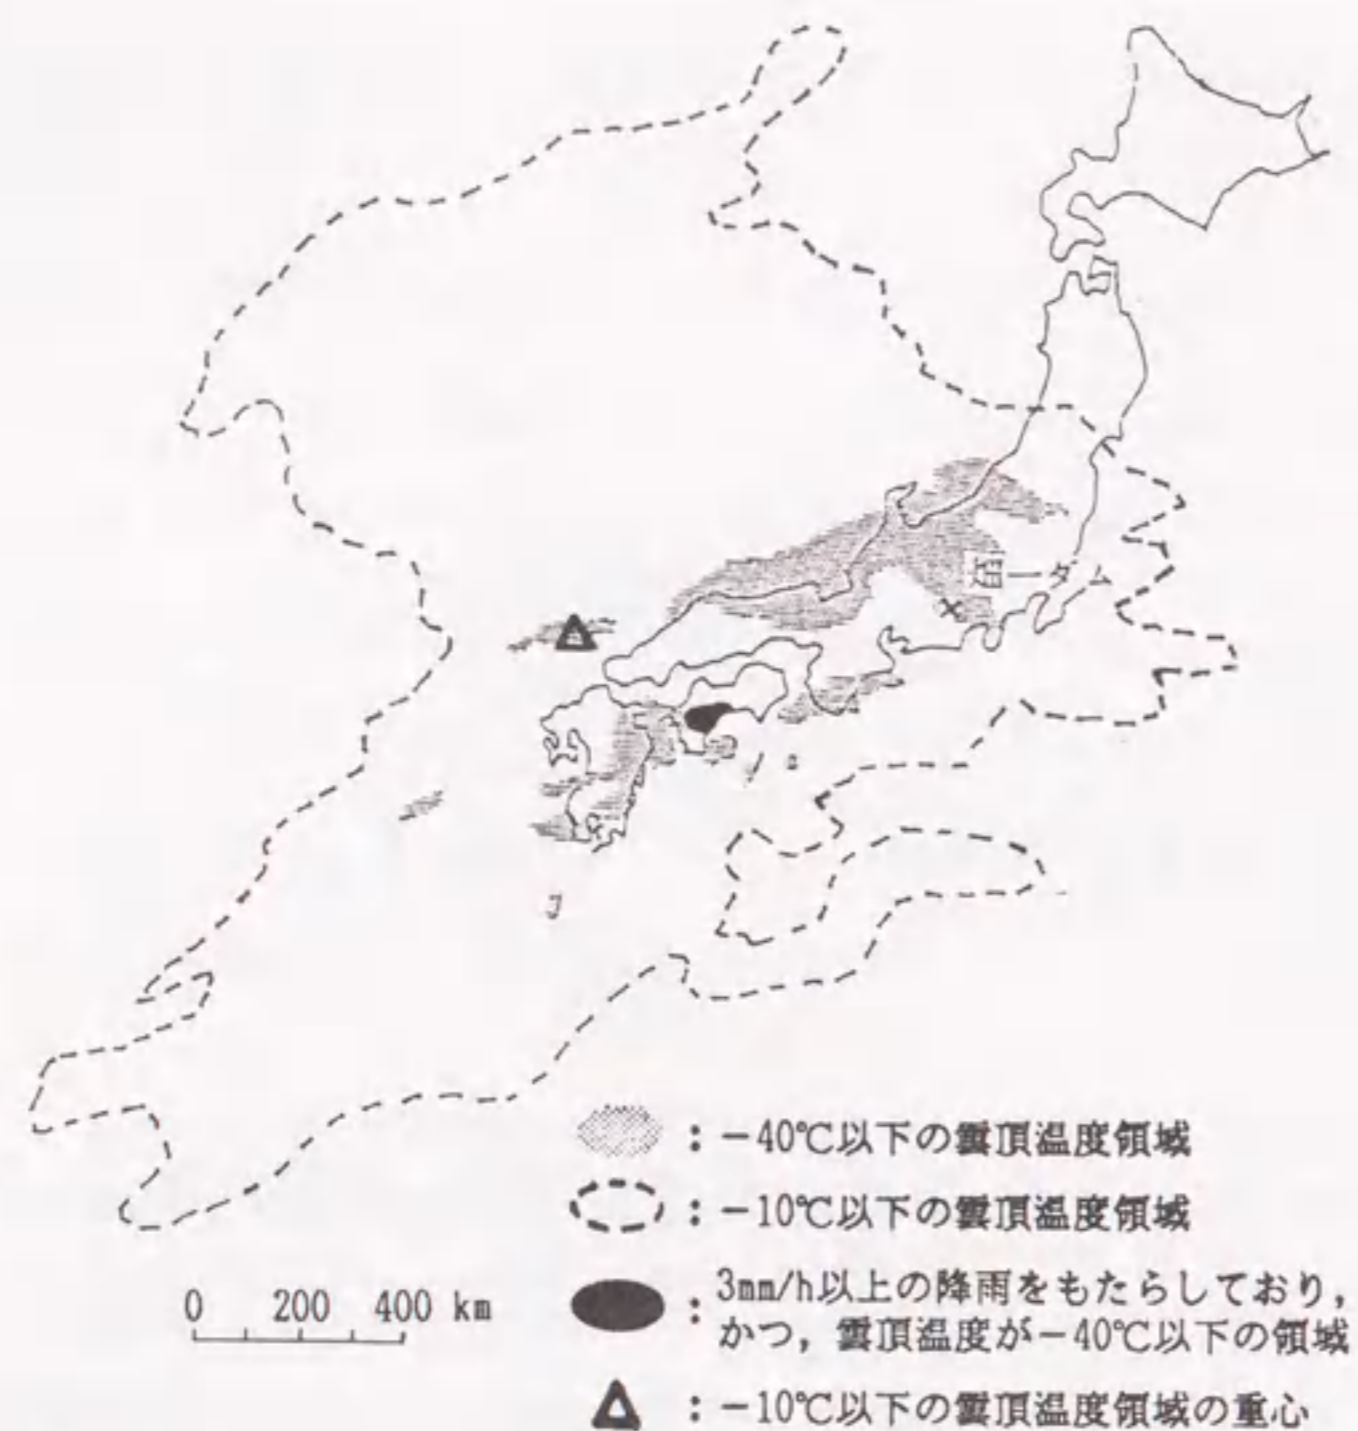 ダム
：－40℃以下の雲頂温度領域
：－10℃以下の雲頂温度領域
：3mm/h以上の降雨をもたらしており，
かつ，雲頂温度が－40℃以下の領域
：－10℃以下の雲頂温度領域の重心
0 200 400 km